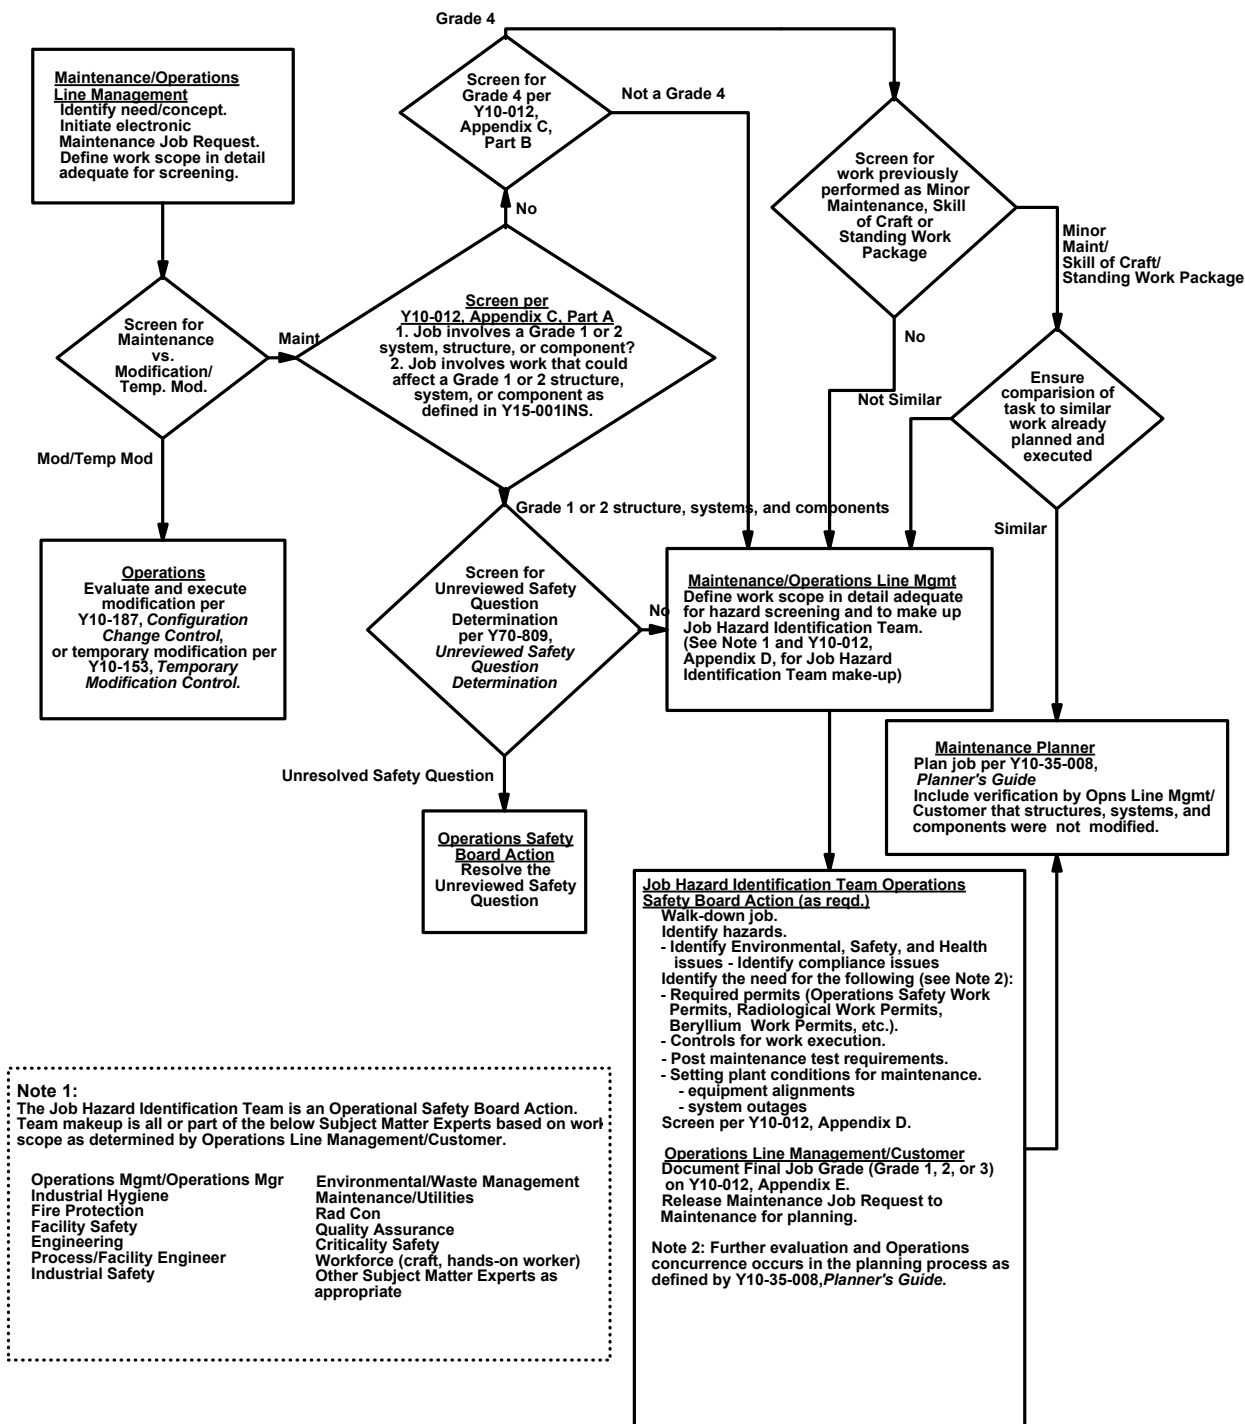 Grade 4
Maintenance/Operations
Line Management
Identify need/concept.
Initiate electronic
Maintenance Job Request.
Define work scope in detail
adequate for screening.
Screen for
Grade 4 per
Y10-012,
Appendix C,
Part B
Not a Grade 4
No
Screen for
work previously
performed as Minor
Maintenance, Skill
of Craft or
Standing Work
Package
Minor
Maint/
Skill of Craft/
Standing Work Package
No
Screen for
Maintenance
vs.
Modification/
Temp. Mod.
Maint
Mod/Temp Mod
Screen per
Y10-012, Appendix C, Part A
1. Job involves a Grade 1 or 2
system, structure, or component?
2. Job involves work that could
affect a Grade 1 or 2 structure,
system, or component as
defined in Y15-001INS.
Ensure
comparision of
task to similar
work already
planned and
executed
Not Similar
Similar
Grade 1 or 2 structure, systems, and components
Operations
Evaluate and execute
modification per
Y10-187, Configuration
Change Control,
or temporary modification per
Y10-153, Temporary
Modification Control.
Screen for
Unreviewed Safety
Question
Determination
per Y70-809,
Unreviewed Safety
Question
Determination
No
Unresolved Safety Question
Maintenance/Operations Line Mgmt
Define work scope in detail adequate
for hazard screening and to make up
Job Hazard Identification Team.
(See Note 1 and Y10-012,
Appendix D, for Job Hazard
Identification Team make-up)
Maintenance Planner
Plan job per Y10-35-008,
Planner's Guide
Include verification by Opns Line Mgmt/
Customer that structures, systems, and
components were not modified.
Operations Safety
Board Action
Resolve the
Unreviewed Safety
Question
Job Hazard Identification Team Operations
Safety Board Action (as reqd.)
Walk-down job.
Identify hazards.
- Identify Environmental, Safety, and Health
issues - Identify compliance issues
Identify the need for the following (see Note 2):
- Required permits (Operations Safety Work
Permits, Radiological Work Permits,
Beryllium Work Permits, etc.).
- Controls for work execution.
- Post maintenance test requirements.
- Setting plant conditions for maintenance.
- equipment alignments
- system outages
Screen per Y10-012, Appendix D.
Operations Line Management/Customer
Document Final Job Grade (Grade 1, 2, or 3)
on Y10-012, Appendix E.
Release Maintenance Job Request to
Maintenance for planning.
Note 2: Further evaluation and Operations
concurrence occurs in the planning process as
defined by Y10-35-008,Planner's Guide.
Note 1:
The Job Hazard Identification Team is an Operational Safety Board Action.
Team makeup is all or part of the below Subject Matter Experts based on work
scope as determined by Operations Line Management/Customer.
Operations Mgmt/Operations Mgr
Industrial Hygiene
Fire Protection
Facility Safety
Engineering
Process/Facility Engineer
Industrial Safety
Environmental/Waste Management
Maintenance/Utilities
Rad Con
Quality Assurance
Criticality Safety
Workforce (craft, hands-on worker)
Other Subject Matter Experts as
appropriate